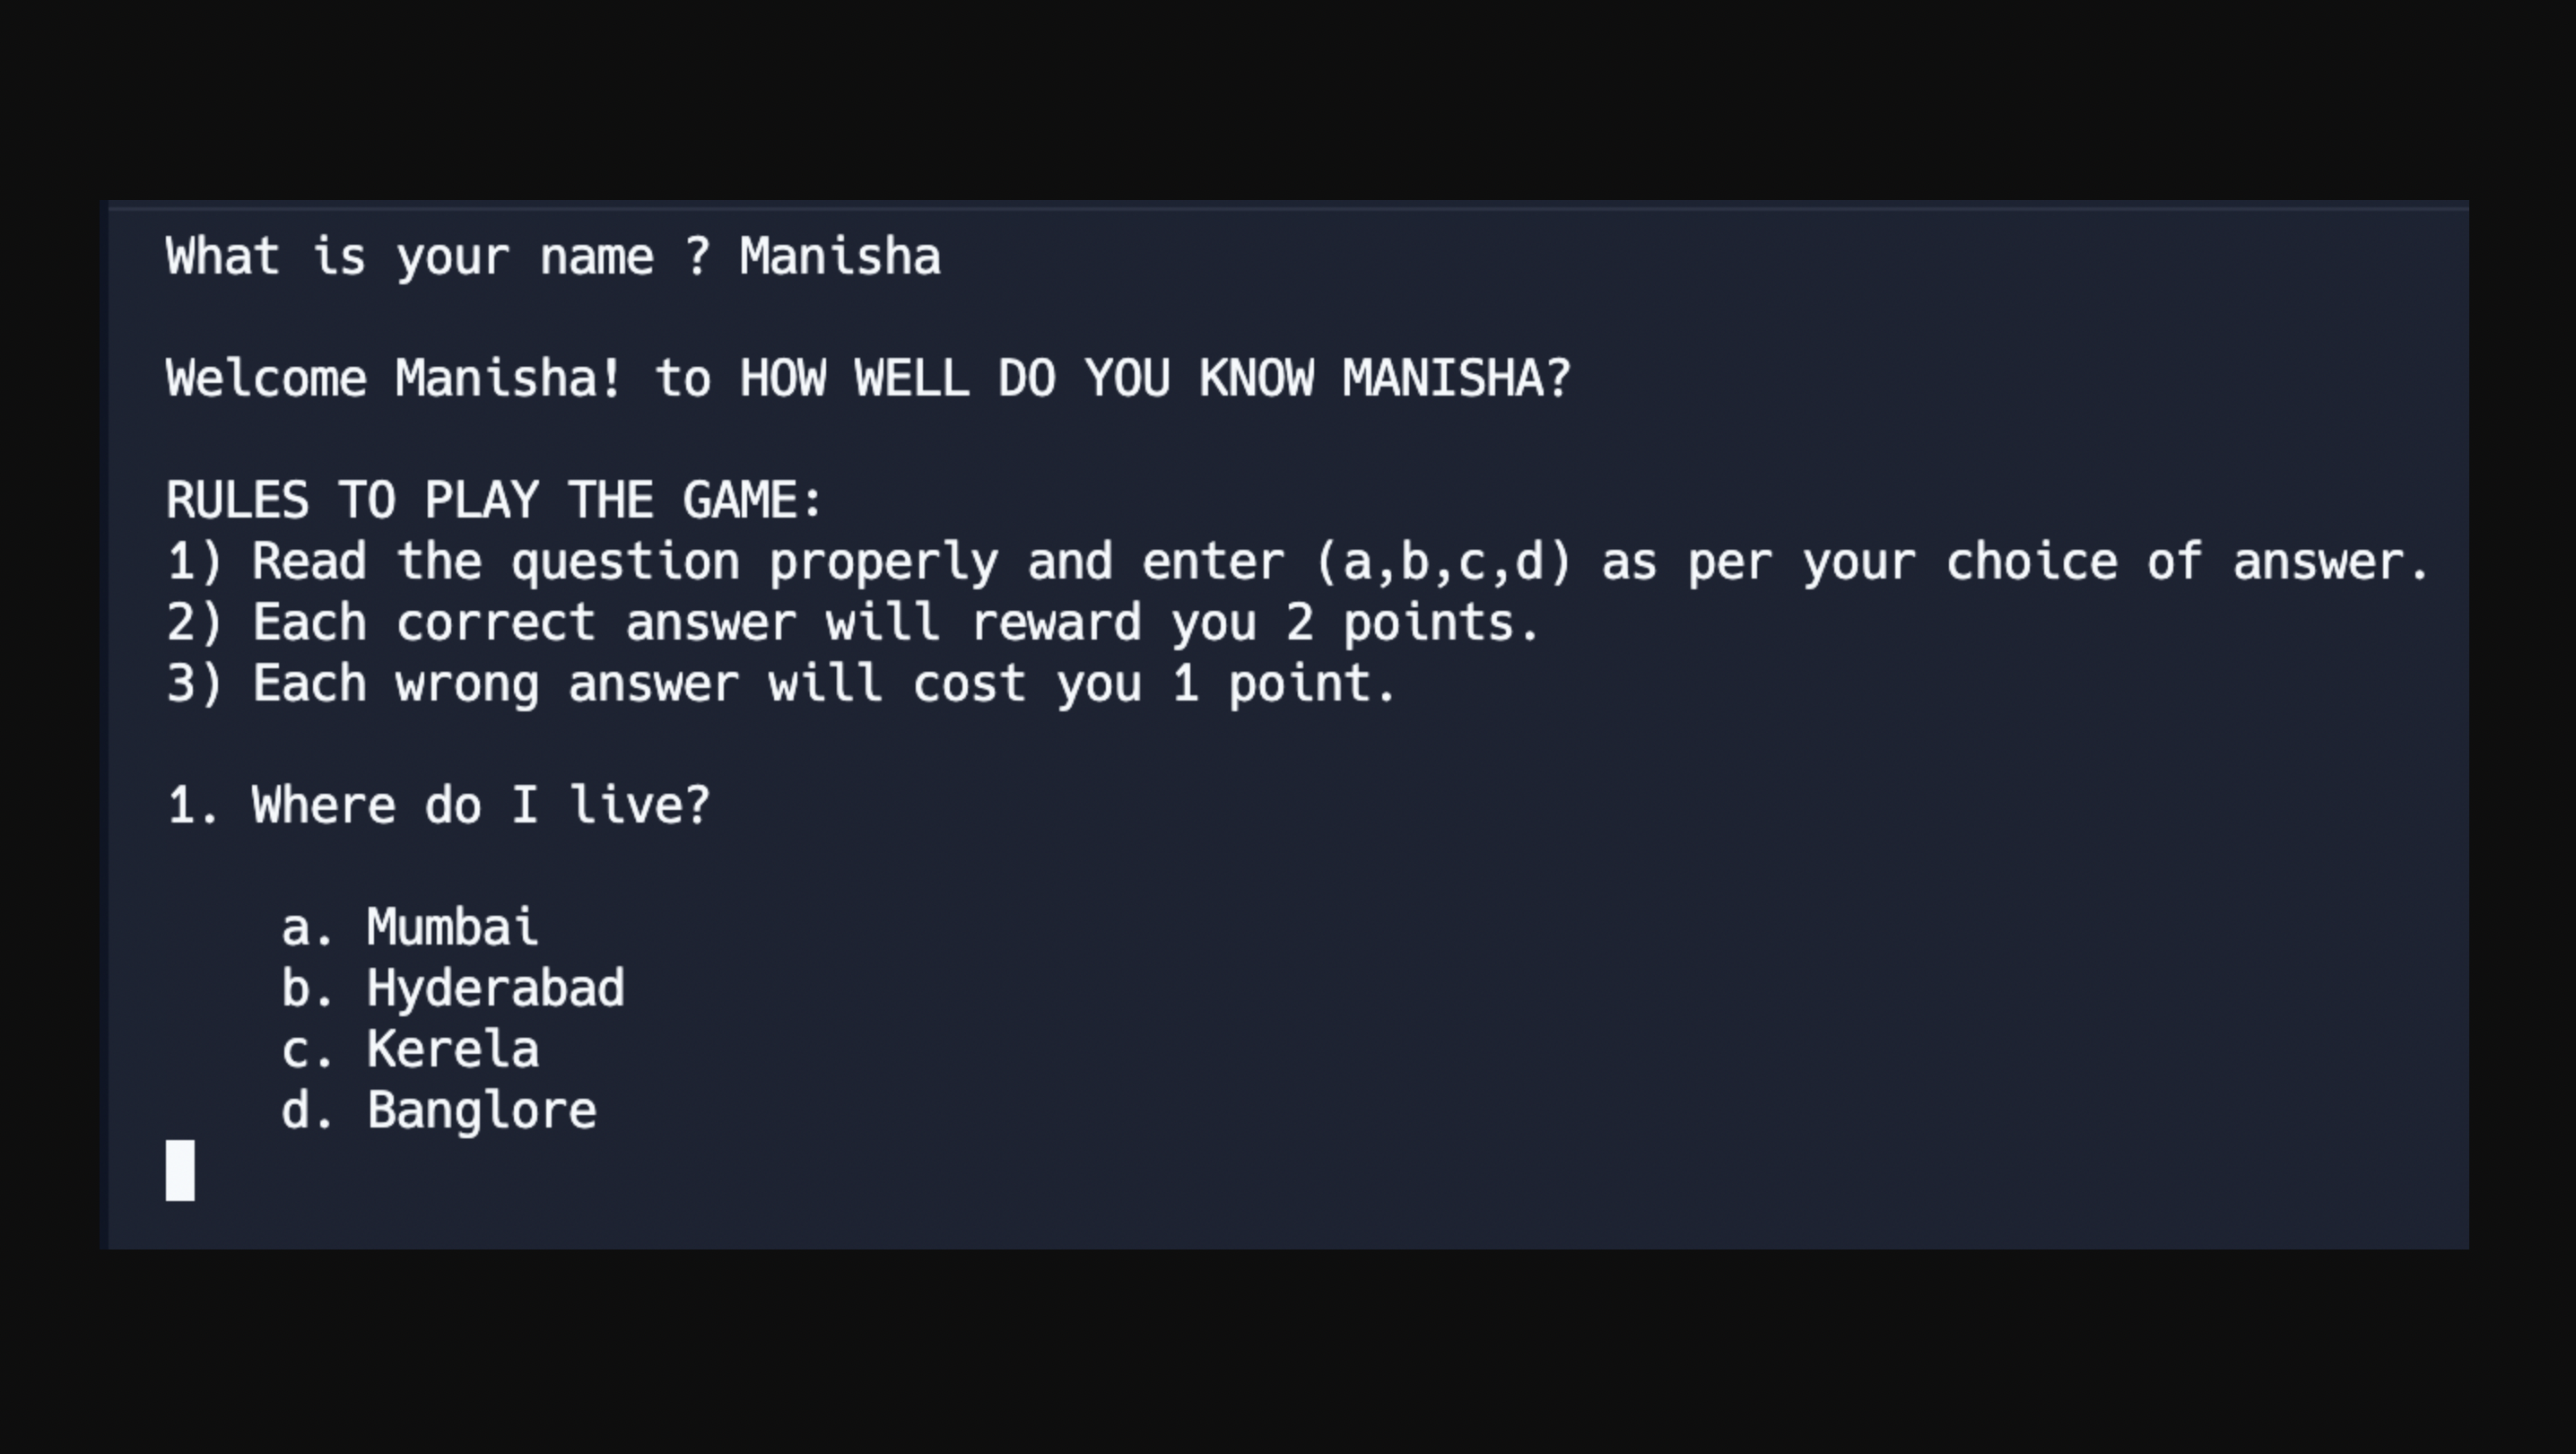 What is your name ? Manisha
Welcome Manisha! to HOW WELL DO YOU KNOW MANISHA?
RULES TO PLAY THE GAME:
1) Read the question properly and enter (a,b,c,d) as per your choice of answer.
2) Each correct answer will reward you 2 points.
3) Each wrong answer will cost you 1 point.
1. Where do I live?
a. Mumbai
b. Hyderabad
c. Kerela
d. Banglore